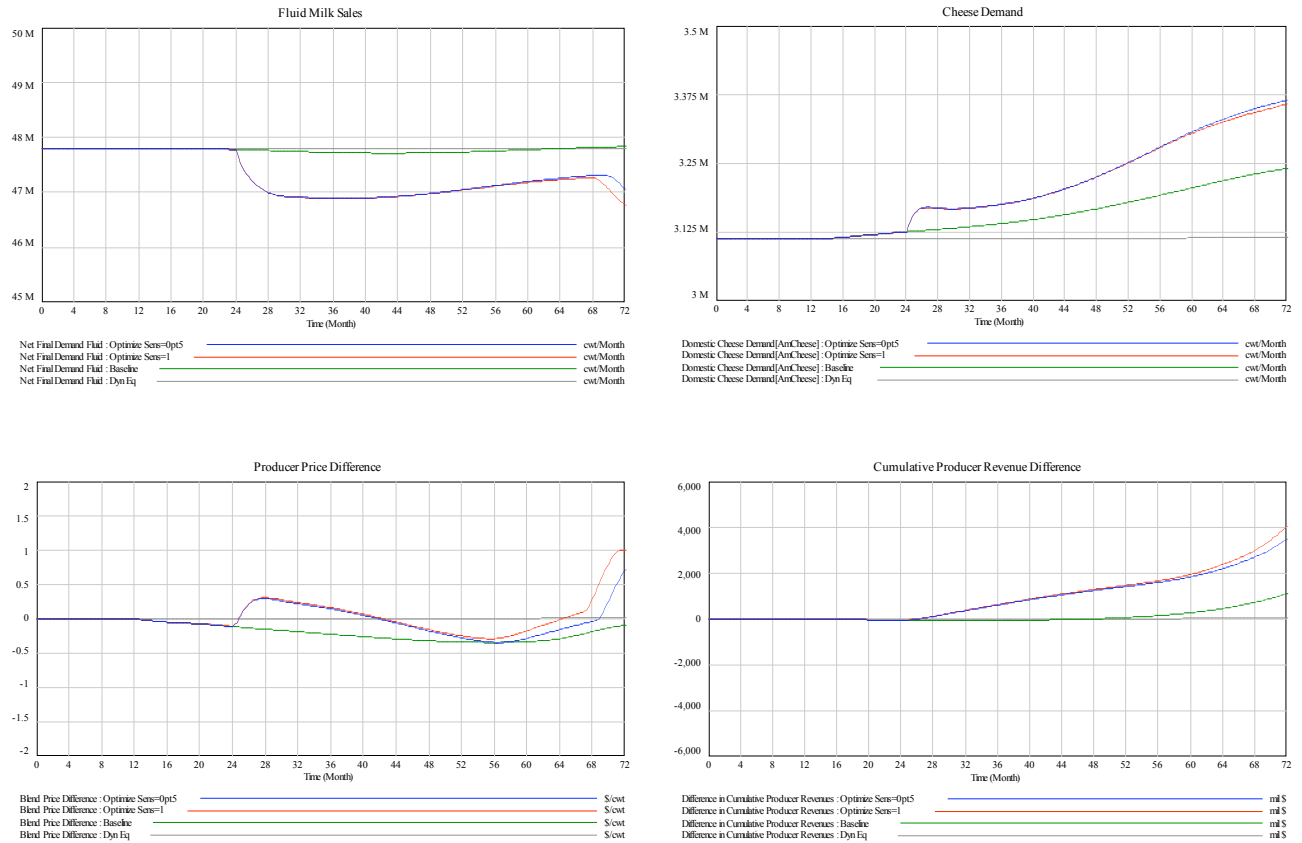 Fluid Milk Sales
50 M
49 M
48 M
47 M
46 M
45 M
0 4 8 12 16 20 24 28 32 36 40 44 48 52 56 60 64 68 72
Time (Month)
Net Final Demand Fluid : Optimize Sens=0pt5 cwt/Month
Net Final Demand Fluid : Optimize Sens=1 cwt/Month
Net Final Demand Fluid : Baseline cwt/Month
Net Final Demand Fluid : Dyn Eq cwt/Month
Cheese Demand
3.5 M
3.375 M
3.25 M
3.125 M
3 M
0 4 8 12 16 20 24 28 32 36 40 44 48 52 56 60 64 68 72
Time (Month)
Domestic Cheese Demand[AmCheese] : Optimize Sens=0pt5 cwt/Month
Domestic Cheese Demand[AmCheese] : Optimize Sens=1 cwt/Month
Domestic Cheese Demand[AmCheese] : Baseline cwt/Month
Domestic Cheese Demand[AmCheese] : Dyn Eq cwt/Month
Producer Price Difference
2
1.5
1
0.5
0
-0.5
-1
-1.5
-2
0 4 8 12 16 20 24 28 32 36 40 44 48 52 56 60 64 68 72
Time (Month)
Blend Price Difference : Optimize Sens=0pt5 $/cwt
Blend Price Difference : Optimize Sens=1 $/cwt
Blend Price Difference : Baseline $/cwt
Blend Price Difference : Dyn Eq $/cwt
Cumulative Producer Revenue Difference
6,000
4,000
2,000
0
-2,000
-4,000
-6,000
0 4 8 12 16 20 24 28 32 36 40 44 48 52 56 60 64 68 72
Time (Month)
Difference in Cumulative Producer Revenues : Optimize Sens=0pt5 mil $
Difference in Cumulative Producer Revenues : Optimize Sens=1 mil $
Difference in Cumulative Producer Revenues : Baseline mil $
Difference in Cumulative Producer Revenues : Dyn Eq mil $